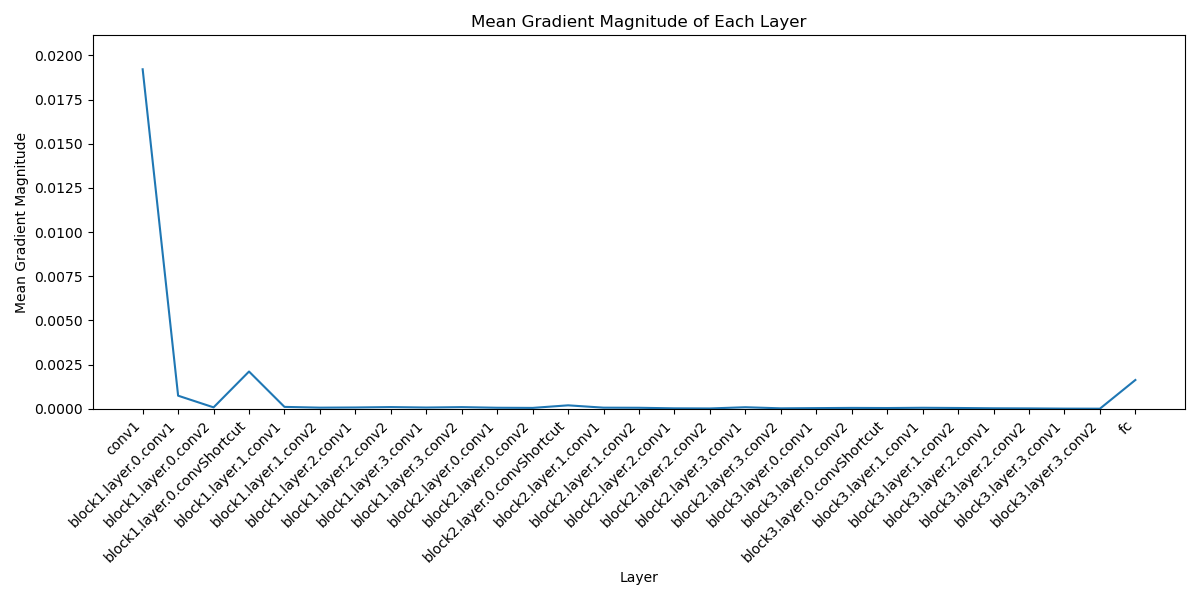 Mean Gradient Magnitude of Each Layer
0.0200
0.0175
0.0150
0.0125
0.0100
0.0075
0.0050
0.0025
0.0000
Mean Gradient Magnitude
conv1
block1.layer.0.conv1
block1.layer.0.conv2
block1.layer.0.convShortcut
block1.layer.1.conv1
block1.layer.1.conv2
block1.layer.2.conv1
block1.layer.2.conv2
block1.layer.3.conv1
block1.layer.3.conv2
block2.layer.0.conv1
block2.layer.0.conv2
block2.layer.0.convShortcut
block2.layer.1.conv1
block2.layer.1.conv2
block2.layer.2.conv1
block2.layer.2.conv2
block2.layer.3.conv1
block2.layer.3.conv2
block3.layer.0.conv1
block3.layer.0.conv2
block3.layer.0.convShortcut
block3.layer.1.conv1
block3.layer.1.conv2
block3.layer.2.conv1
block3.layer.2.conv2
block3.layer.3.conv1
block3.layer.3.conv2
fc
Layer